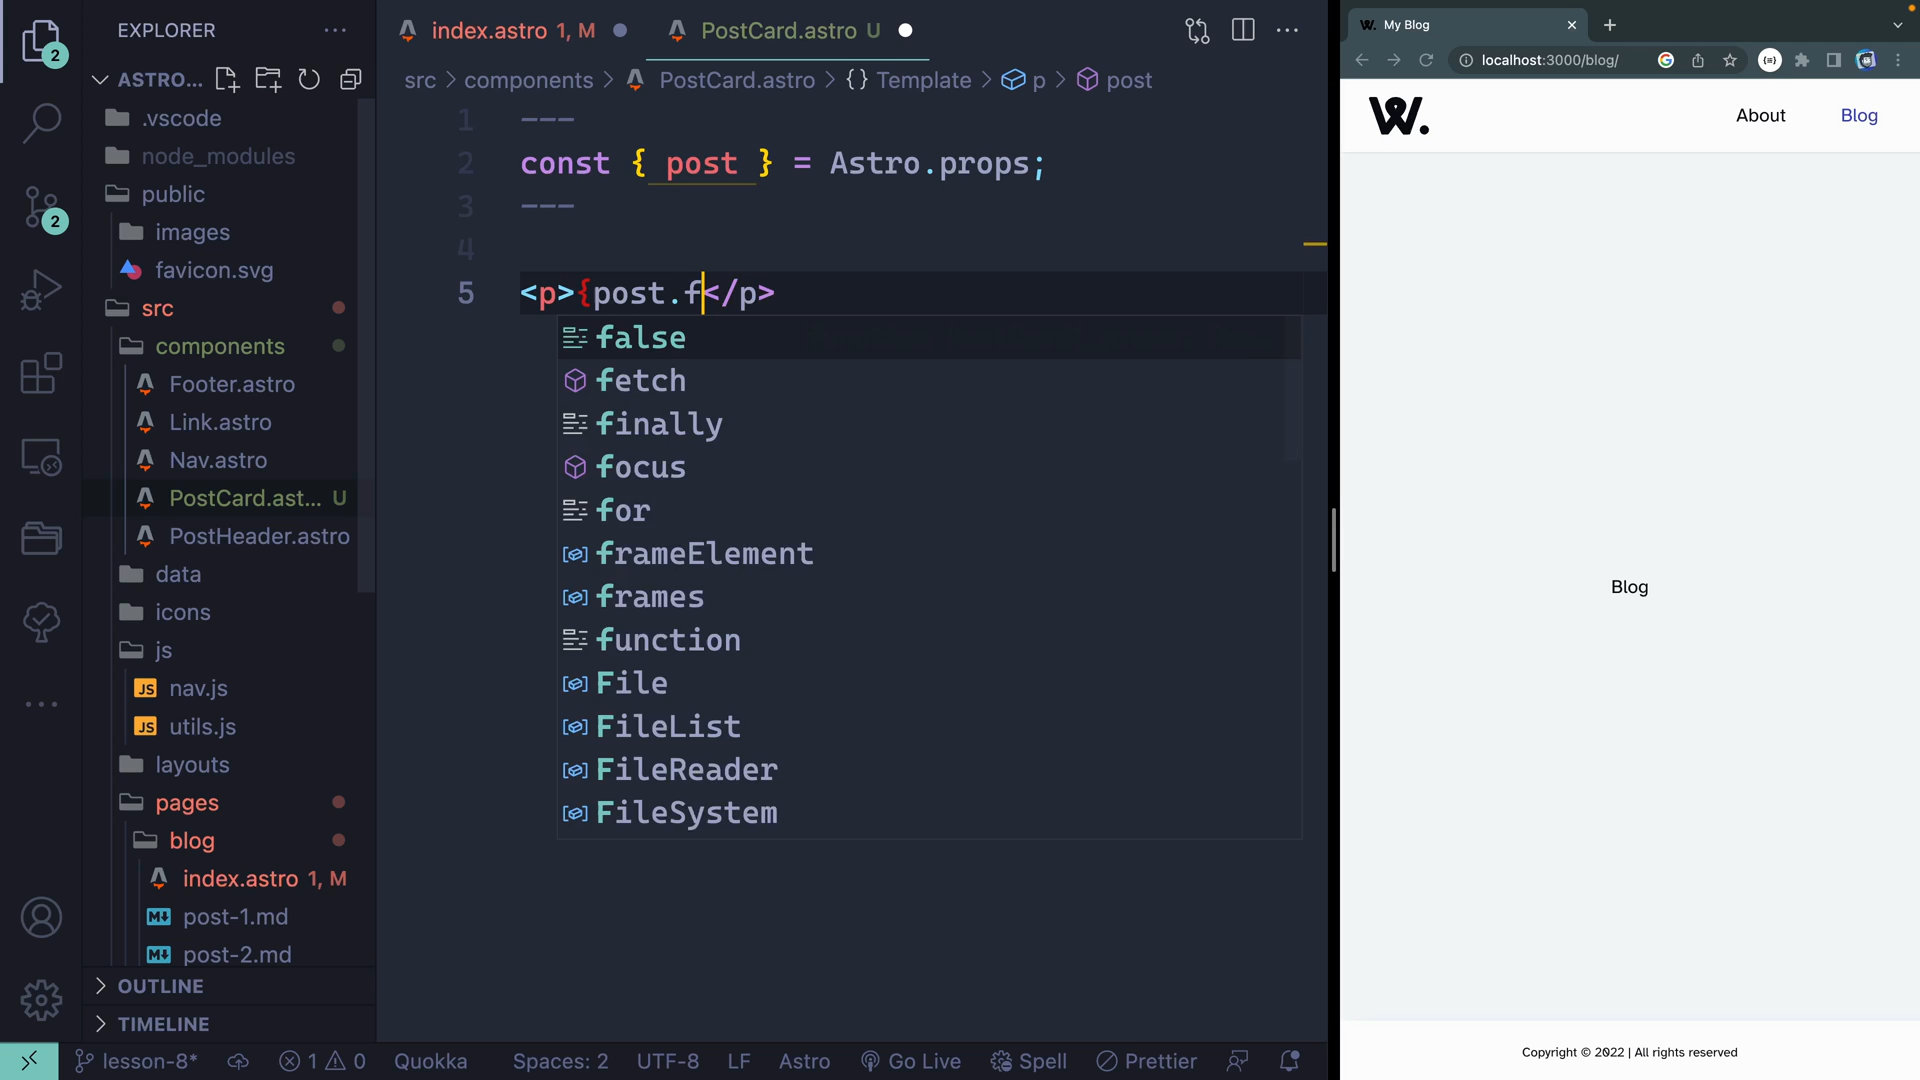 EXPLORER
ASTRO...
.vscode
node_modules
public
images
favicon.svg
src
components
Footer.astro
Link.astro
Nav.astro
PostCard.ast... U
PostHeader.astro
data
icons
js
JS nav.js
JS utils.js
layouts
pages
blog
index.astro 1, M
post-1.md
post-2.md
OUTLINE
TIMELINE
2
2
index.astro 1, M
PostCard.astro U
src > components > PostCard.astro > {} Template > p > post
1 ---
2 const { post } = Astro.props;
3 ---
4
5 <p>{post.f</p>
false
fetch
finally
focus
for
frameElement
frames
function
File
FileList
FileReader
FileSystem
lesson-8* 1 0 Quokka Spaces: 2 UTF-8 LF Astro Go Live Spell Prettier
W. My Blog
localhost:3000/blog/
W. About Blog
Blog
Copyright © 2022 | All rights reserved